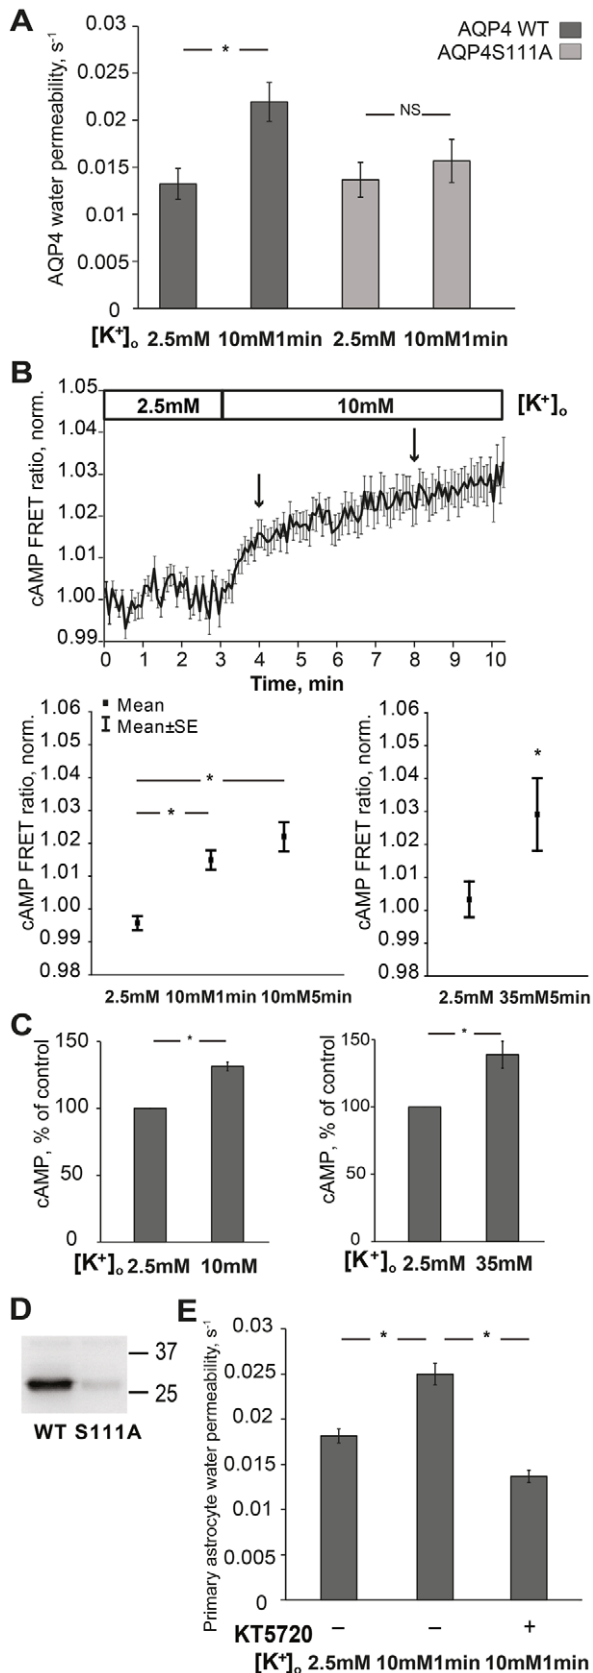 A
AQP4 WT
AQP4S111A
AQP4 water permeability, s-1
0.03
0.025
0.02
0.015
0.01
0.005
0
*
NS
[K+]o 2.5mM 10mM1min 2.5mM 10mM1min
B
cAMP FRET ratio, norm.
1.05
1.04
1.03
1.02
1.01
1.00
0.99
2.5mM 10mM [K+]o
0 1 2 3 4 5 6 7 8 9 10
Time, min
cAMP FRET ratio, norm.
1.06
1.05
1.04
1.03
1.02
1.01
1.00
0.99
0.98
Mean
Mean±SE
*
*
2.5mM 10mM1min 10mM5min
cAMP FRET ratio, norm.
1.06
1.05
1.04
1.03
1.02
1.01
1.00
0.99
0.98
*
2.5mM 35mM5min
C
cAMP, % of control
150
100
50
0
*
[K+]o 2.5mM 10mM
cAMP, % of control
150
100
50
0
*
[K+]o 2.5mM 35mM
D
37
25
WT S111A
E
Primary astrocyte water permeability, s-1
0.03
0.025
0.02
0.015
0.01
0.005
0
* *
KT5720 – – +
[K+]o 2.5mM 10mM1min 10mM1min